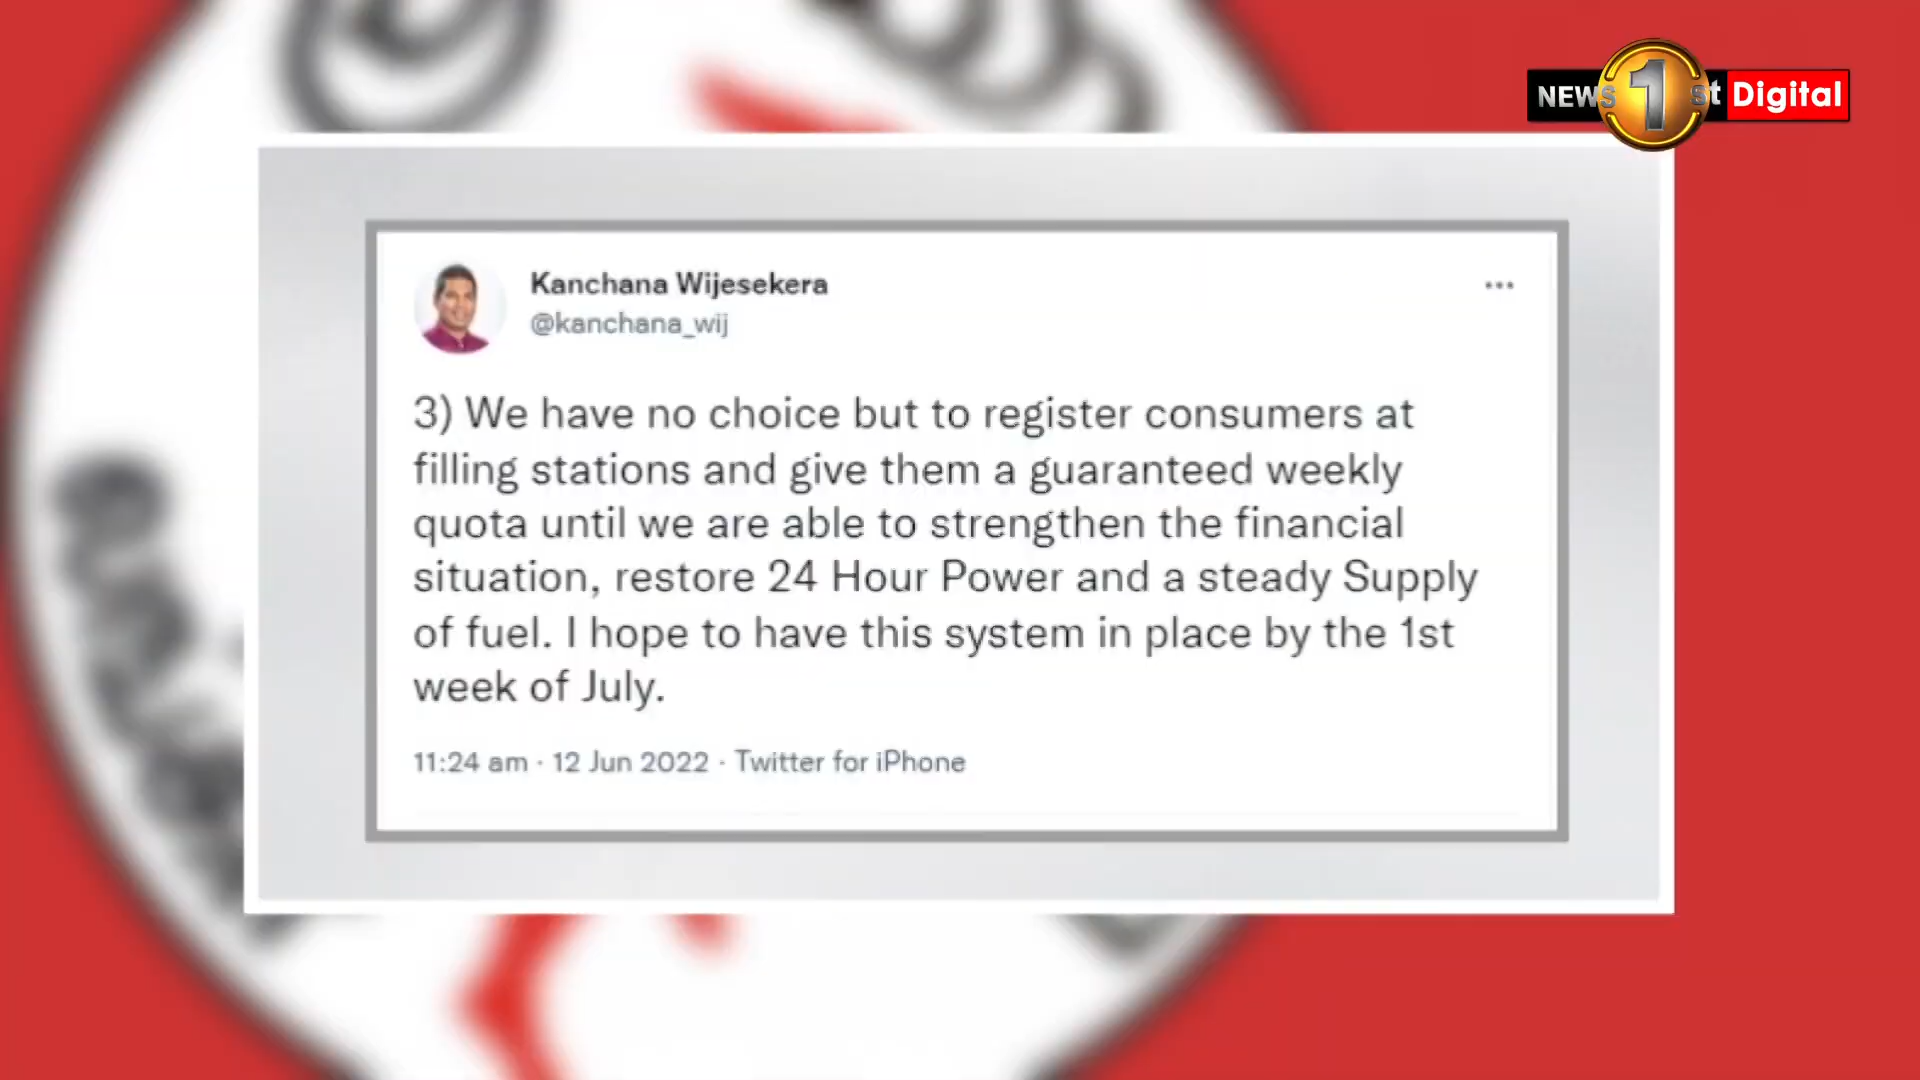 NEWS 1st Digital
Kanchana Wijesekera
@kanchana_wij
3) We have no choice but to register consumers at
filling stations and give them a guaranteed weekly
quota until we are able to strengthen the financial
situation, restore 24 Hour Power and a steady Supply
of fuel. I hope to have this system in place by the 1st
week of July.
11:24 am · 12 Jun 2022 · Twitter for iPhone